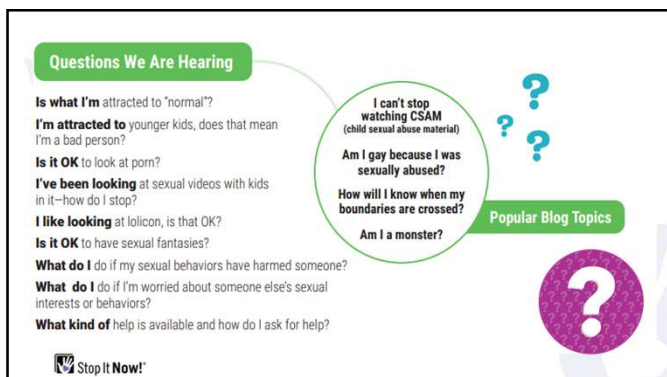 Questions We Are Hearing
Is what I'm attracted to "normal"?
I'm attracted to younger kids, does that mean
I'm a bad person?
Is it OK to look at porn?
I've been looking at sexual videos with kids
in it—how do I stop?
I like looking at lolicon, is that OK?
Is it OK to have sexual fantasies?
What do I do if my sexual behaviors have harmed someone?
What do I do if I'm worried about someone else's sexual
interests or behaviors?
What kind of help is available and how do I ask for help?
I can't stop
watching CSAM
(child sexual abuse material)
Am I gay because I was
sexually abused?
How will I know when my
boundaries are crossed?
Am I a monster?
Popular Blog Topics
?
?
?
?
Stop It Now!®